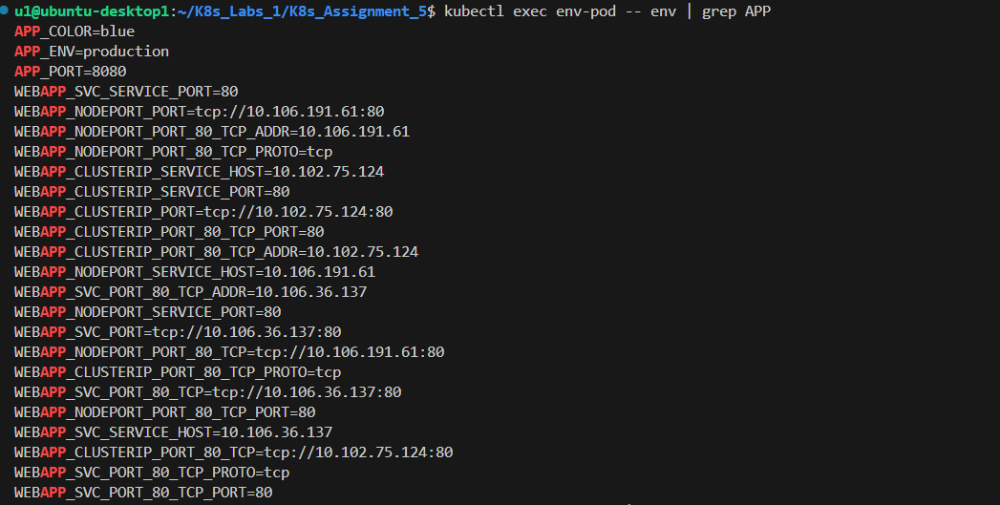 u1@ubuntu-desktop1:~/K8s_Labs_1/K8s_Assignment_5$ kubectl exec env-pod -- env | grep APP
APP_COLOR=blue
APP_ENV=production
APP_PORT=8080
WEBAPP_SVC_SERVICE_PORT=80
WEBAPP_NODEPORT_PORT=tcp://10.106.191.61:80
WEBAPP_NODEPORT_PORT_80_TCP_ADDR=10.106.191.61
WEBAPP_NODEPORT_PORT_80_TCP_PROTO=tcp
WEBAPP_CLUSTERIP_SERVICE_HOST=10.102.75.124
WEBAPP_CLUSTERIP_SERVICE_PORT=80
WEBAPP_CLUSTERIP_PORT=tcp://10.102.75.124:80
WEBAPP_CLUSTERIP_PORT_80_TCP_PORT=80
WEBAPP_CLUSTERIP_PORT_80_TCP_ADDR=10.102.75.124
WEBAPP_NODEPORT_SERVICE_HOST=10.106.191.61
WEBAPP_SVC_PORT_80_TCP_ADDR=10.106.36.137
WEBAPP_NODEPORT_SERVICE_PORT=80
WEBAPP_SVC_PORT=tcp://10.106.36.137:80
WEBAPP_NODEPORT_PORT_80_TCP=tcp://10.106.191.61:80
WEBAPP_CLUSTERIP_PORT_80_TCP_PROTO=tcp
WEBAPP_SVC_PORT_80_TCP=tcp://10.106.36.137:80
WEBAPP_NODEPORT_PORT_80_TCP_PORT=80
WEBAPP_SVC_SERVICE_HOST=10.106.36.137
WEBAPP_CLUSTERIP_PORT_80_TCP=tcp://10.102.75.124:80
WEBAPP_SVC_PORT_80_TCP_PROTO=tcp
WEBAPP_SVC_PORT_80_TCP_PORT=80